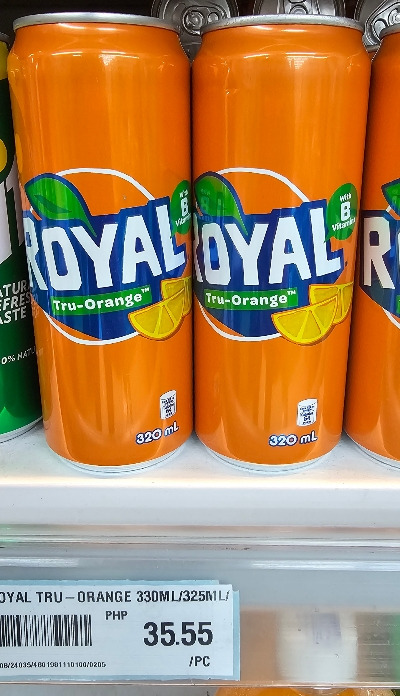 ROYAL
Tru-Orange™
With
B
Vitamins
320 mL
ROYAL
Tru-Orange™
With
B
Vitamins
320 mL
R
OYAL TRU-ORANGE 330ML/325ML/
PHP
35.55
/PC